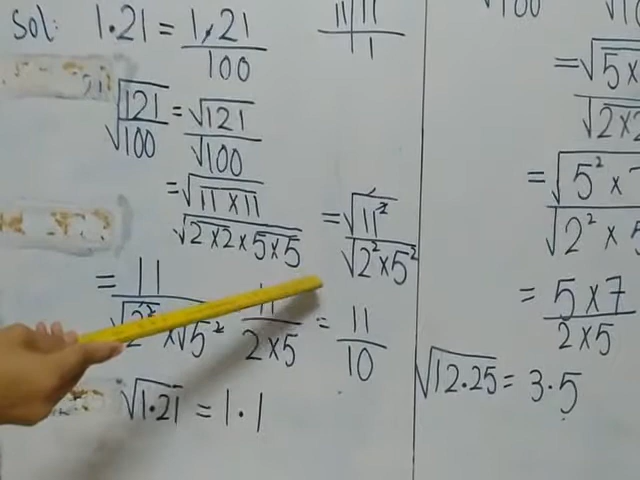 Sol: 1.21 = 1.21/100
11 | 11
1
√121/√100 = √121/√100
= √11×11/√2×2×5×5 = √11²/√2²×5²
= 11/√2²×√5² 11/2×5 = 11/10
√1.21 = 1.1
√100
= √5×/√2×2
= √5²×7/√2²×5
= 5×7/2×5
√12.25 = 3.5